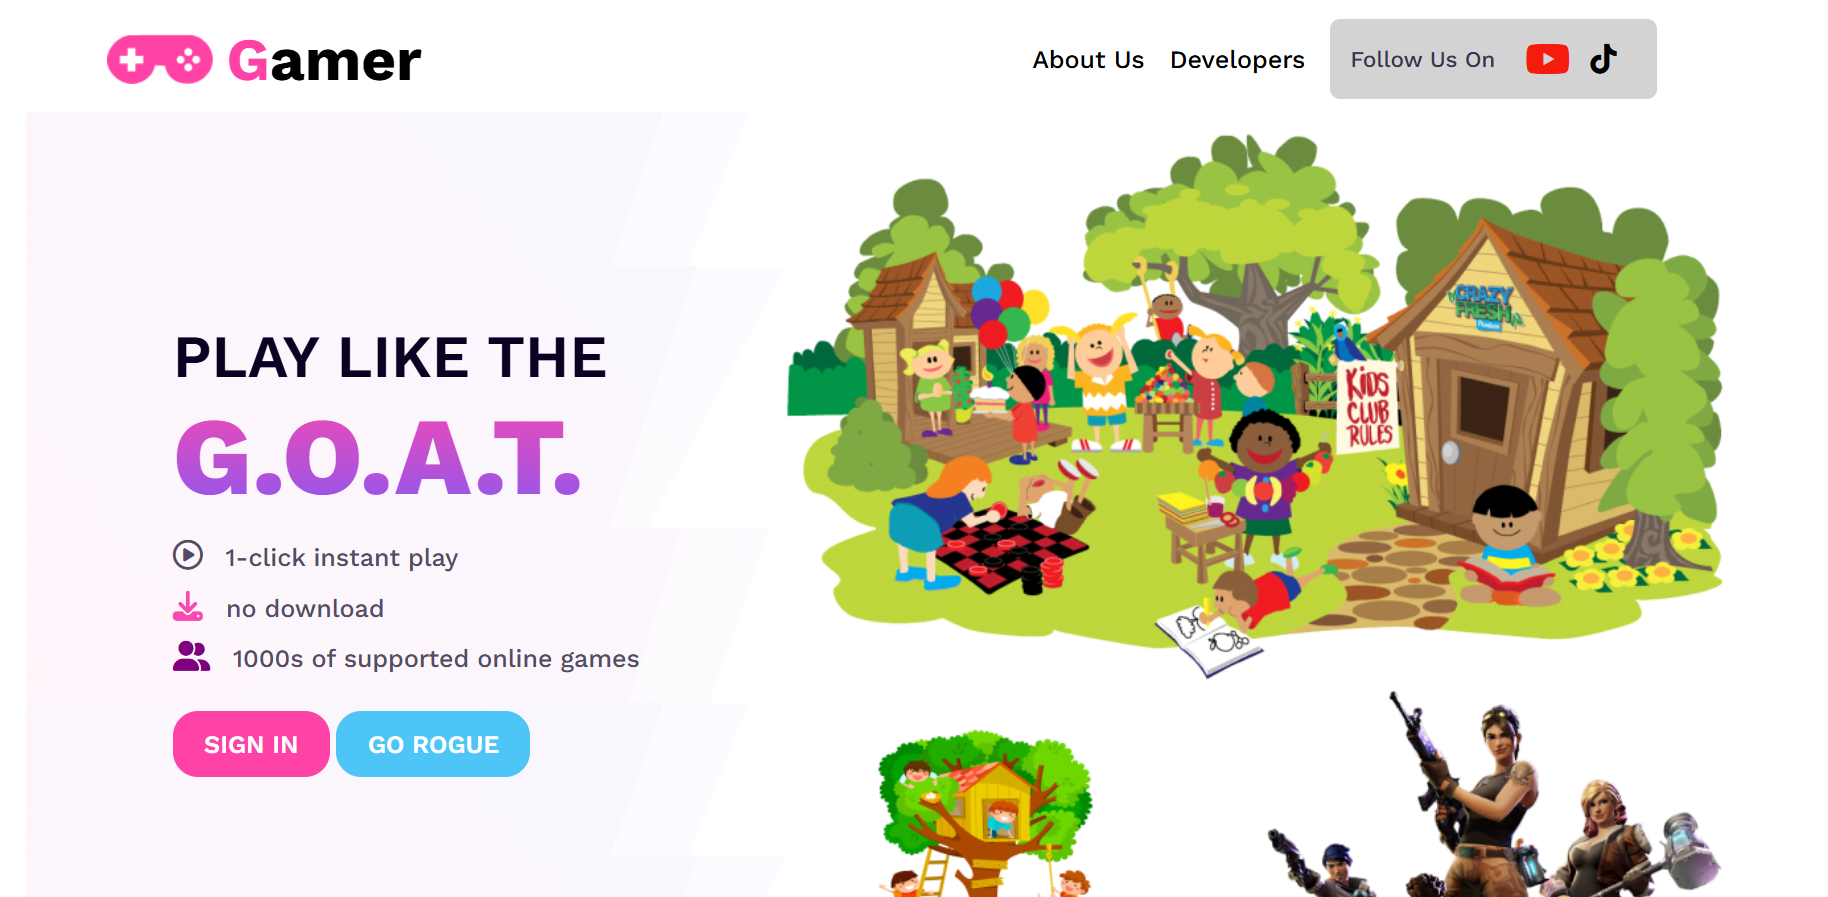 Gamer
About Us
Developers
Follow Us On
PLAY LIKE THE
G.O.A.T.
1-click instant play
no download
1000s of supported online games
SIGN IN
GO ROGUE
CRAZY
FRESH
Produce
KiDS
CLUB
RULES